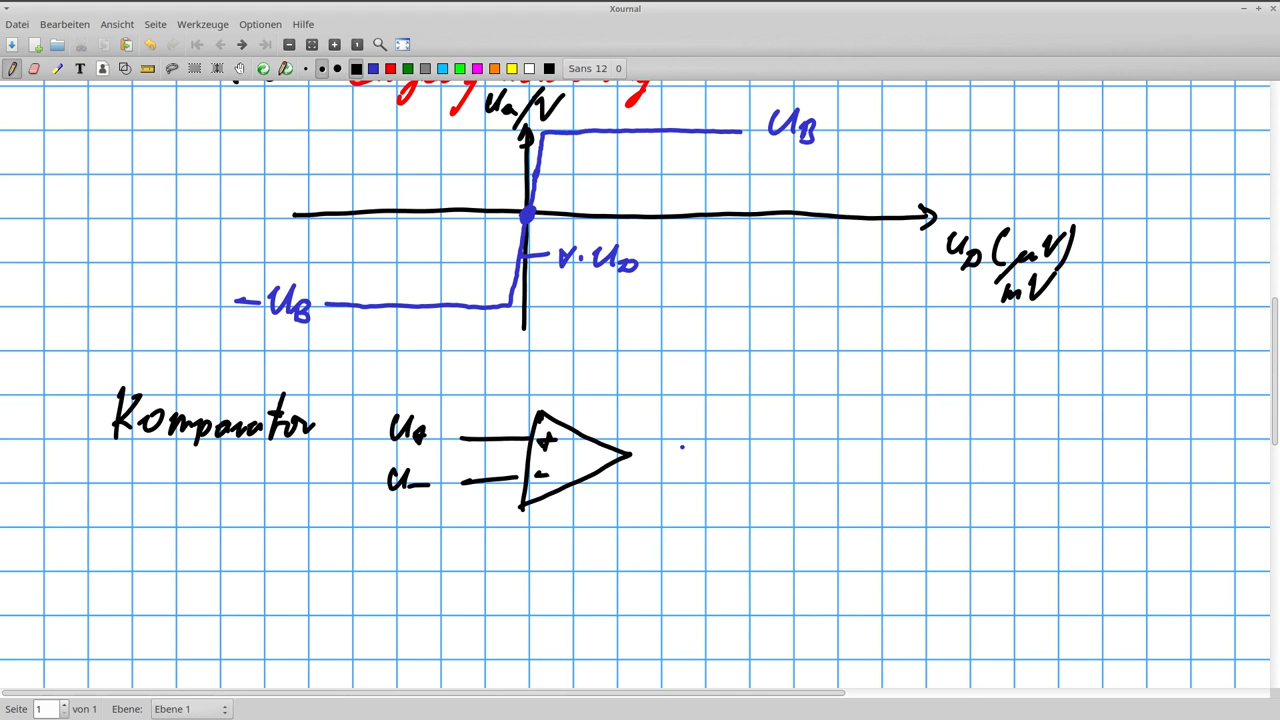 Xournal
Datei Bearbeiten Ansicht Seite Werkzeuge Optionen Hilfe
Sans 12 0
Ua/V
UB
UD (µV)
mV
V·UD
-UB
Komparator
U+
+
U-
-
Seite 1 von 1 Ebene: Ebene 1